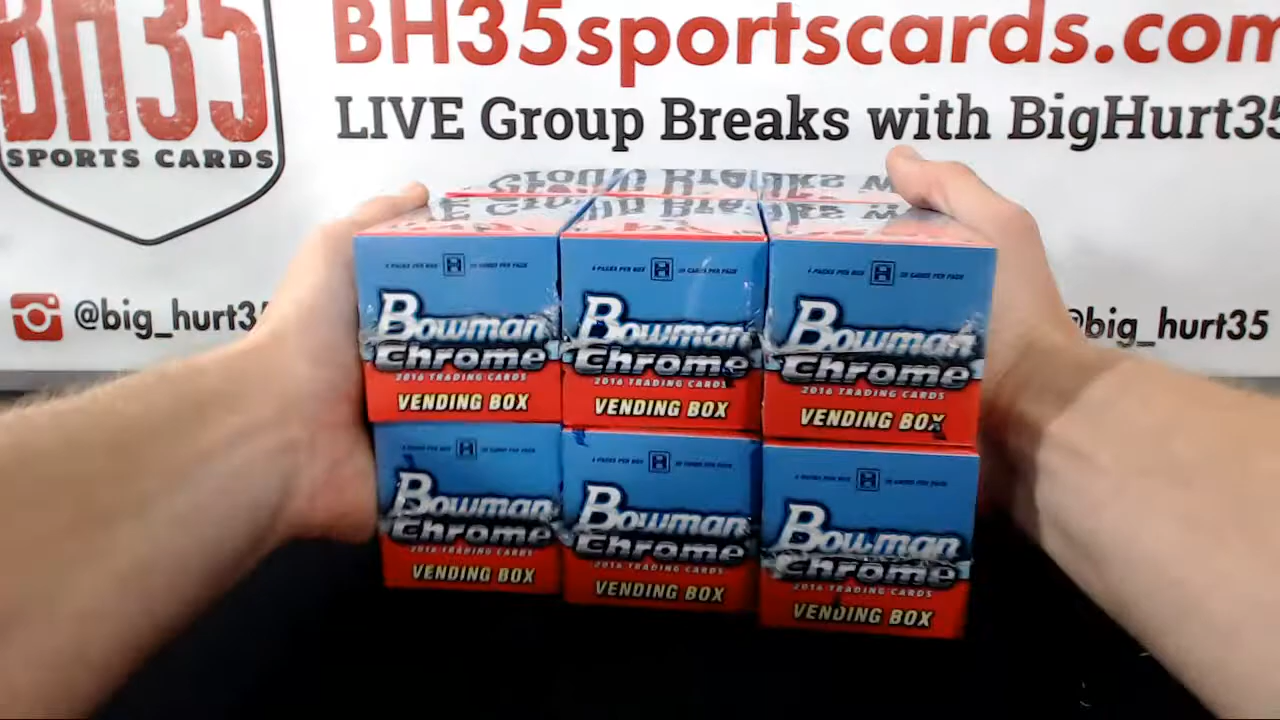 BH35
SPORTS CARDS
BH35sportscards.com
LIVE Group Breaks with BigHurt35
@big_hurt35
@big_hurt35
Bowman
Chrome
2016 TRADING CARDS
VENDING BOX
Bowman
Chrome
2016 TRADING CARDS
VENDING BOX
Bowman
Chrome
2016 TRADING CARDS
VENDING BOX
Bowman
Chrome
2016 TRADING CARDS
VENDING BOX
Bowman
Chrome
2016 TRADING CARDS
VENDING BOX
Bowman
Chrome
2016 TRADING CARDS
VENDING BOX